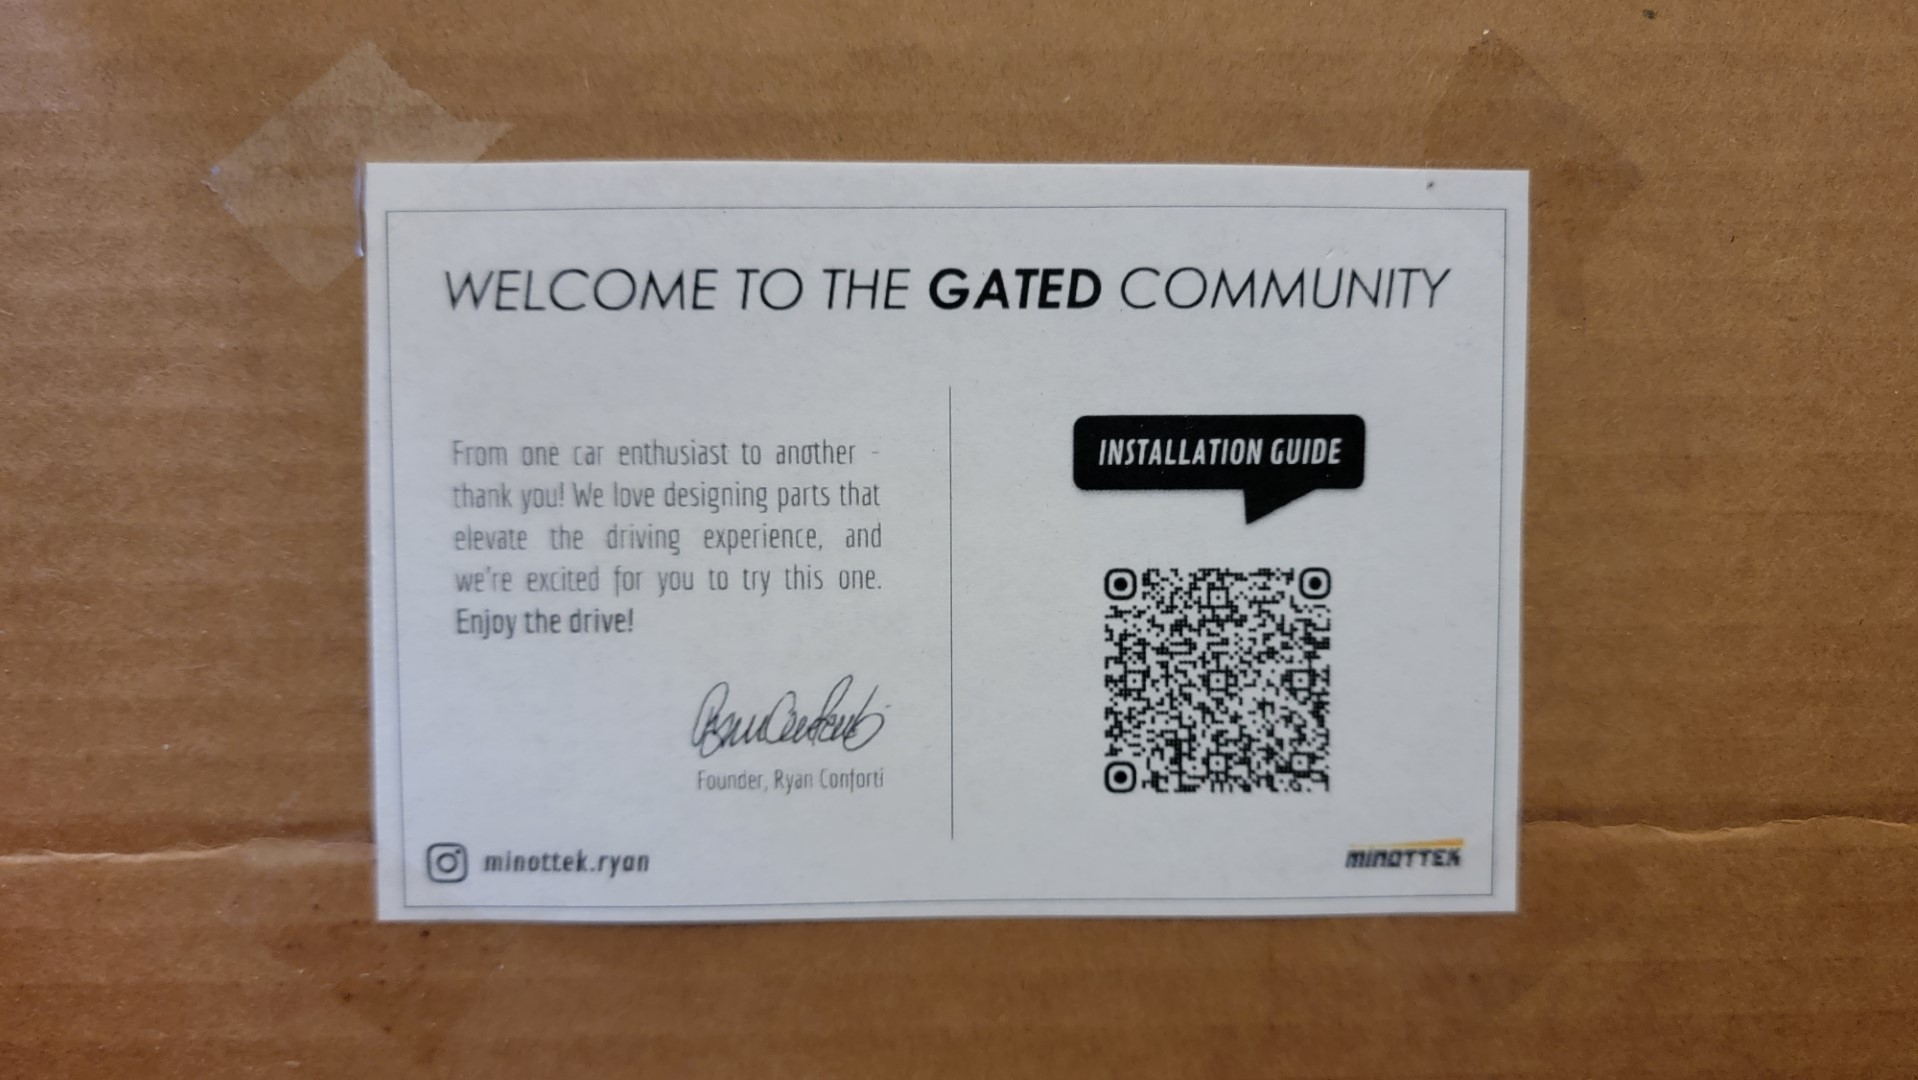 WELCOME TO THE GATED COMMUNITY
From one car enthusiast to another -
thank you! We love designing parts that
elevate the driving experience, and
we're excited for you to try this one.
Enjoy the drive!
Founder, Ryan Conforti
minottek.ryan
INSTALLATION GUIDE
MINOTTEK